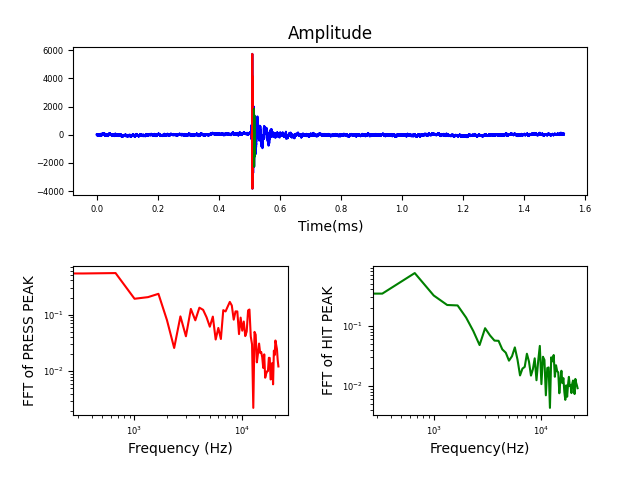 Amplitude
6000
4000
2000
0
−2000
−4000
0.0 0.2 0.4 0.6 0.8 1.0 1.2 1.4 1.6
Time(ms)
FFT of PRESS PEAK
10⁻¹
10⁻²
10³ 10⁴
Frequency (Hz)
FFT of HIT PEAK
10⁻¹
10⁻²
10³ 10⁴
Frequency(Hz)